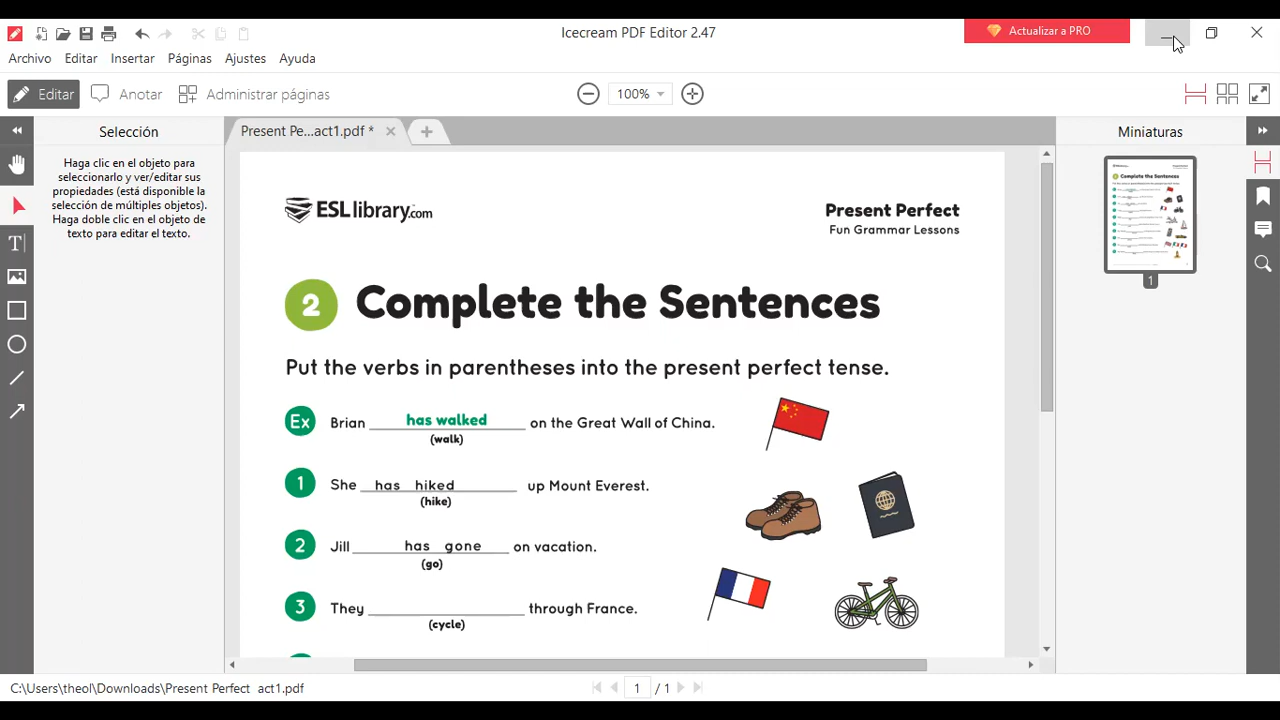 Icecream PDF Editor 2.47
Actualizar a PRO
Archivo Editar Insertar Páginas Ajustes Ayuda
Editar Anotar Administrar páginas
100%
Selección
Present Pe...act1.pdf *
Miniaturas
Haga clic en el objeto para
seleccionarlo y ver/editar sus
propiedades (está disponible la
selección de múltiples objetos).
Haga doble clic en el objeto de
texto para editar el texto.
ESLlibrary.com
Present Perfect
Fun Grammar Lessons
2 Complete the Sentences
Put the verbs in parentheses into the present perfect tense.
Ex Brian has walked on the Great Wall of China.
(walk)
1 She has hiked up Mount Everest.
(hike)
2 Jill has gone on vacation.
(go)
3 They through France.
(cycle)
Complete the Sentences
1
C:\Users\theol\Downloads\Present Perfect act1.pdf
1 / 1